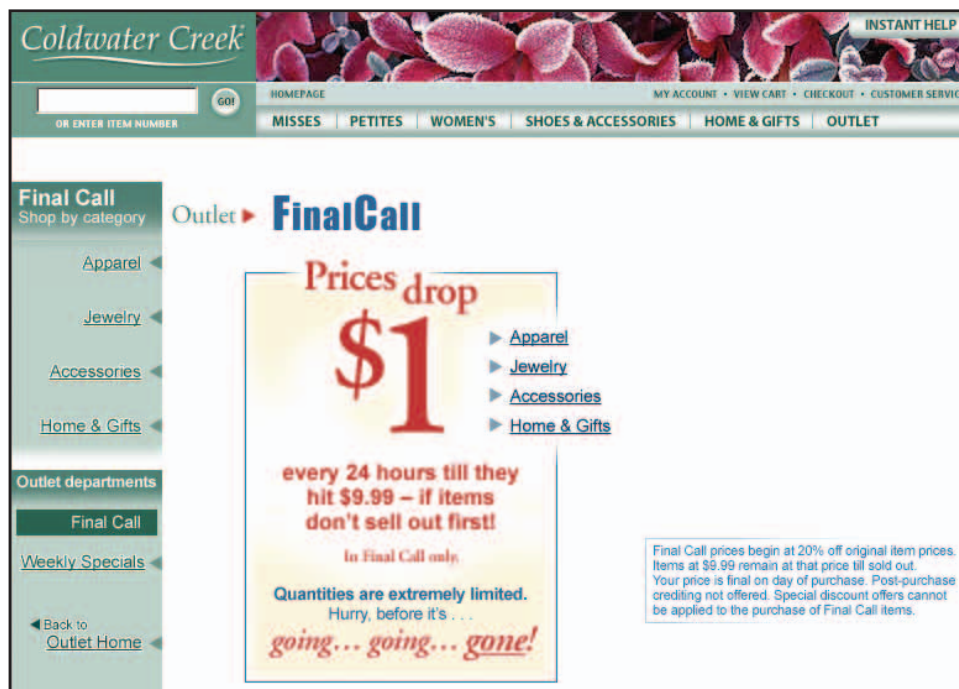 Coldwater Creek
INSTANT HELP
GO!
OR ENTER ITEM NUMBER
HOMEPAGE
MY ACCOUNT • VIEW CART • CHECKOUT • CUSTOMER SERVIC
MISSES | PETITES | WOMEN'S | SHOES & ACCESSORIES | HOME & GIFTS | OUTLET
Final Call
Shop by category
Apparel
Jewelry
Accessories
Home & Gifts
Outlet departments
Final Call
Weekly Specials
Back to
Outlet Home
Outlet FinalCall
Prices drop
$1
Apparel
Jewelry
Accessories
Home & Gifts
every 24 hours till they
hit $9.99 – if items
don't sell out first!
In Final Call only.
Quantities are extremely limited.
Hurry, before it's . . .
going... going... gone!
Final Call prices begin at 20% off original item prices.
Items at $9.99 remain at that price till sold out.
Your price is final on day of purchase. Post-purchase
crediting not offered. Special discount offers cannot
be applied to the purchase of Final Call items.